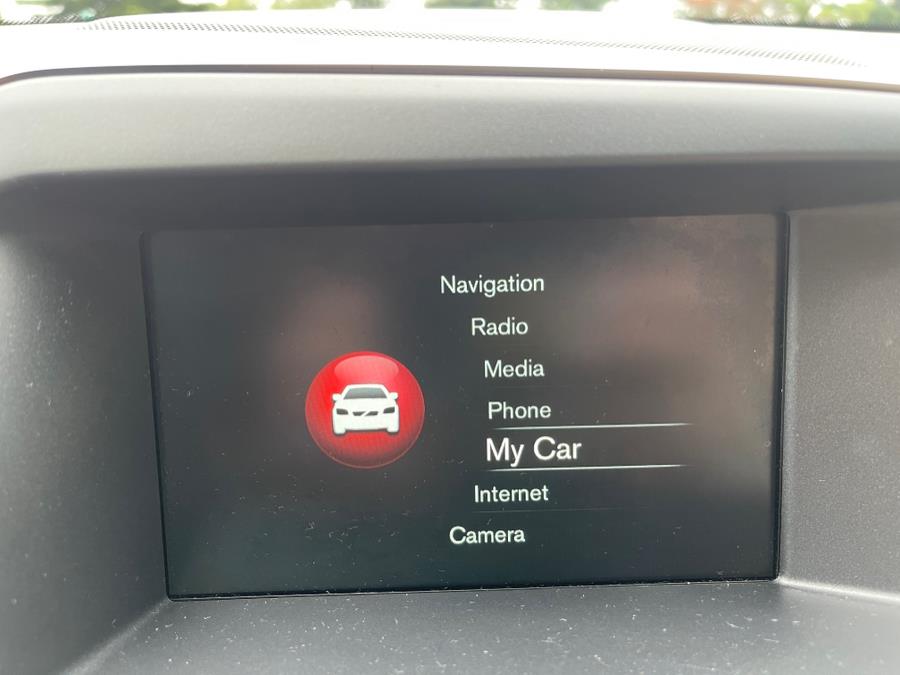 Navigation
Radio
Media
Phone
My Car
Internet
Camera